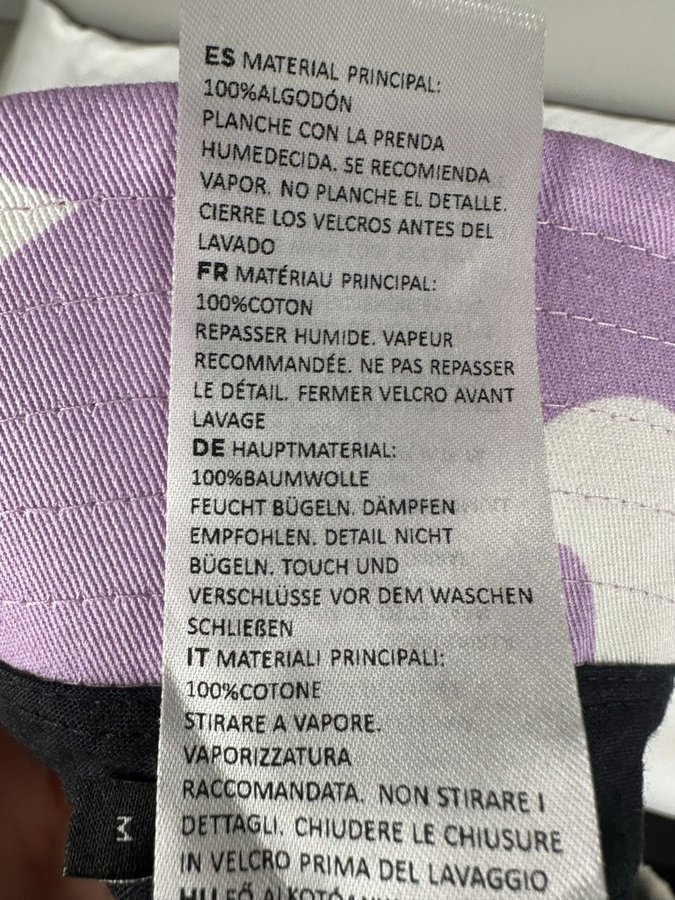 ES MATERIAL PRINCIPAL:
100%ALGODÓN
PLANCHE CON LA PRENDA
HUMEDECIDA. SE RECOMIENDA
VAPOR. NO PLANCHE EL DETALLE.
CIERRE LOS VELCROS ANTES DEL
LAVADO
FR MATÉRIAU PRINCIPAL:
100%COTON
REPASSER HUMIDE. VAPEUR
RECOMMANDÉE. NE PAS REPASSER
LE DÉTAIL. FERMER VELCRO AVANT
LAVAGE
DE HAUPTMATERIAL:
100%BAUMWOLLE
FEUCHT BÜGELN. DÄMPFEN
EMPFOHLEN. DETAIL NICHT
BÜGELN. TOUCH UND
VERSCHLÜSSE VOR DEM WASCHEN
SCHLIEßEN
IT MATERIALI PRINCIPALI:
100%COTONE
STIRARE A VAPORE.
VAPORIZZATURA
RACCOMANDATA. NON STIRARE I
DETTAGLI. CHIUDERE LE CHIUSURE
IN VELCRO PRIMA DEL LAVAGGIO
HU FŐ
M